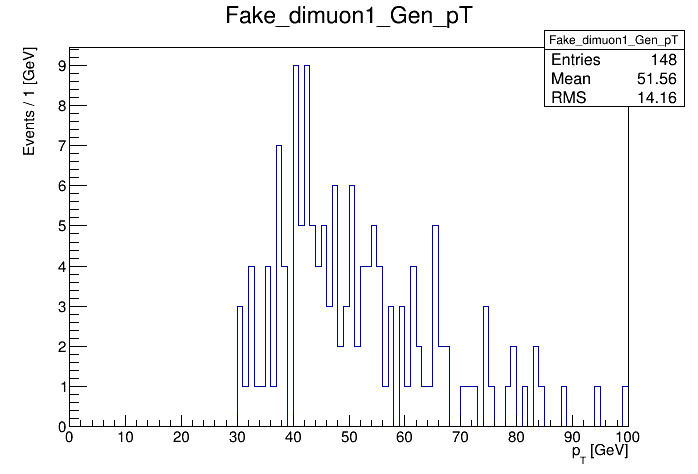 Fake_dimuon1_Gen_pT
Fake_dimuon1_Gen_pT
Entries 148
Mean 51.56
RMS 14.16
Events / 1 [GeV]
9
8
7
6
5
4
3
2
1
0
0 10 20 30 40 50 60 70 80 90 100
p_T [GeV]